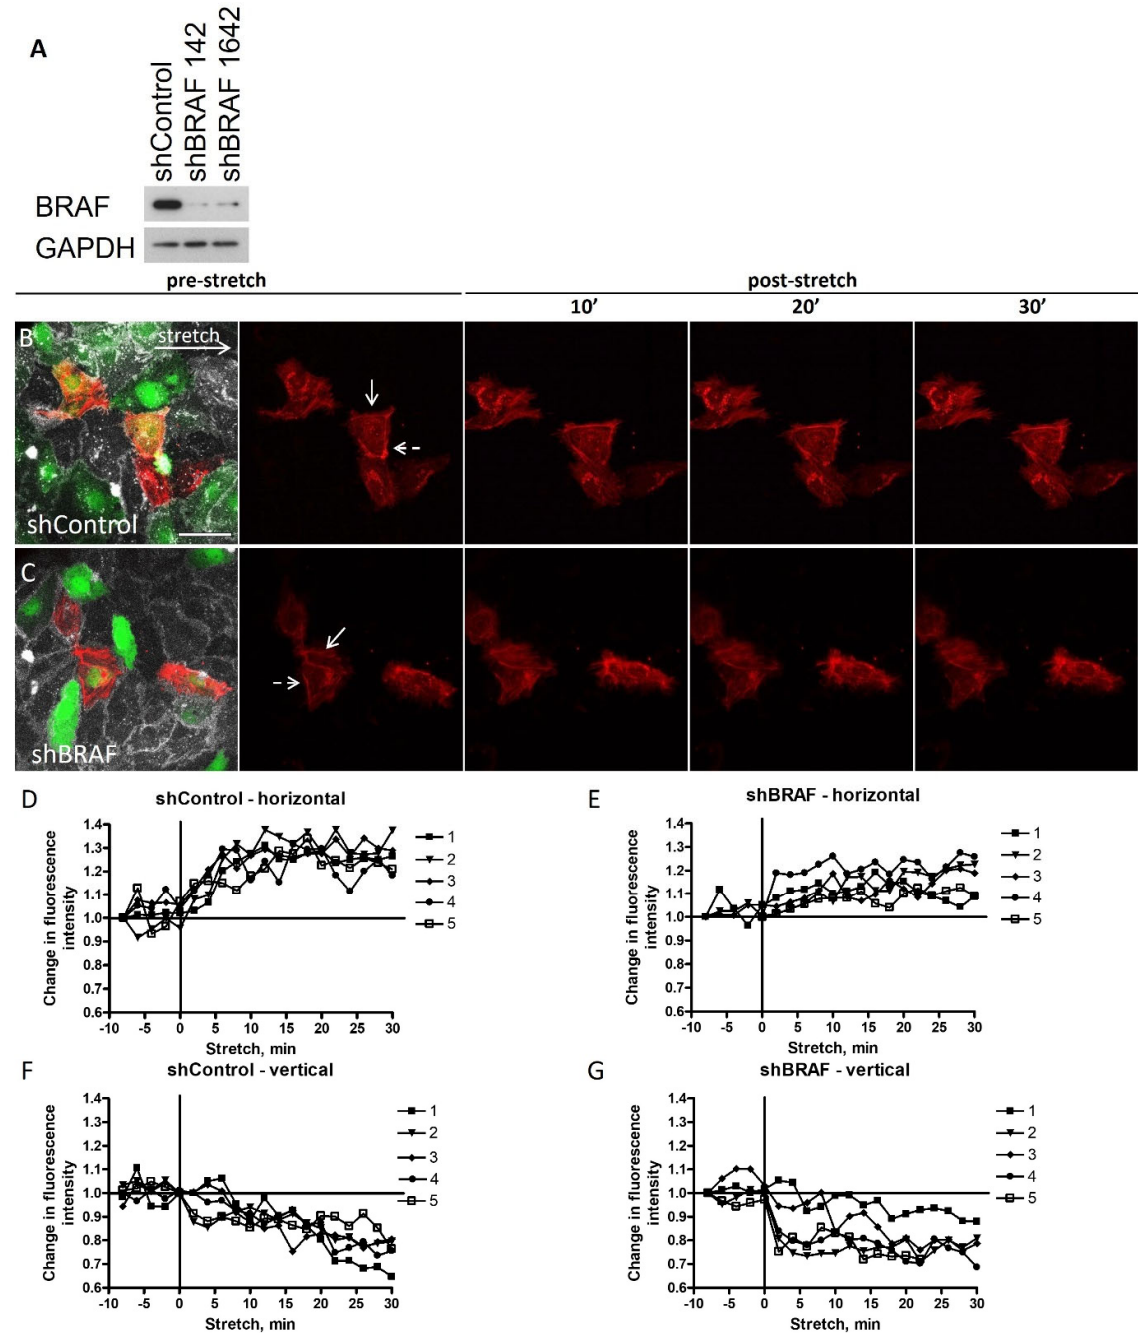 A
shControl
shBRAF 142
shBRAF 1642
BRAF
GAPDH
pre-stretch
post-stretch
10’
20’
30’
B
stretch
shControl
C
shBRAF
D
shControl - horizontal
Change in fluorescence
intensity
1.4
1.3
1.2
1.1
1.0
0.9
0.8
0.7
0.6
-10 -5 0 5 10 15 20 25 30
Stretch, min
1
2
3
4
5
E
shBRAF - horizontal
Change in fluorescence
intensity
1.4
1.3
1.2
1.1
1.0
0.9
0.8
0.7
0.6
-10 -5 0 5 10 15 20 25 30
Stretch, min
1
2
3
4
5
F
shControl - vertical
Change in fluorescence
intensity
1.4
1.3
1.2
1.1
1.0
0.9
0.8
0.7
0.6
-10 -5 0 5 10 15 20 25 30
Stretch, min
1
2
3
4
5
G
shBRAF - vertical
Change in fluorescence
intensity
1.4
1.3
1.2
1.1
1.0
0.9
0.8
0.7
0.6
-10 -5 0 5 10 15 20 25 30
Stretch, min
1
2
3
4
5